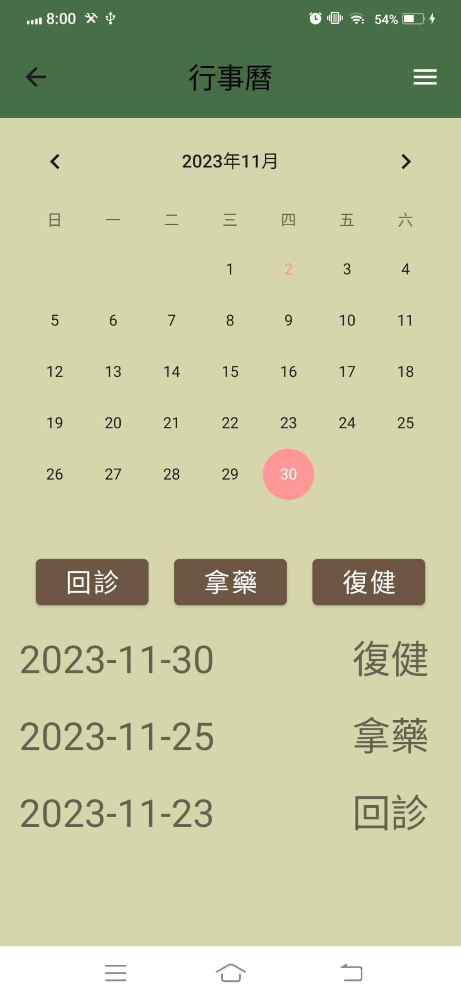 8:00 54%
行事曆
2023年11月
日 一 二 三 四 五 六
1 2 3 4
5 6 7 8 9 10 11
12 13 14 15 16 17 18
19 20 21 22 23 24 25
26 27 28 29 30
回診 拿藥 復健
2023-11-30 復健
2023-11-25 拿藥
2023-11-23 回診